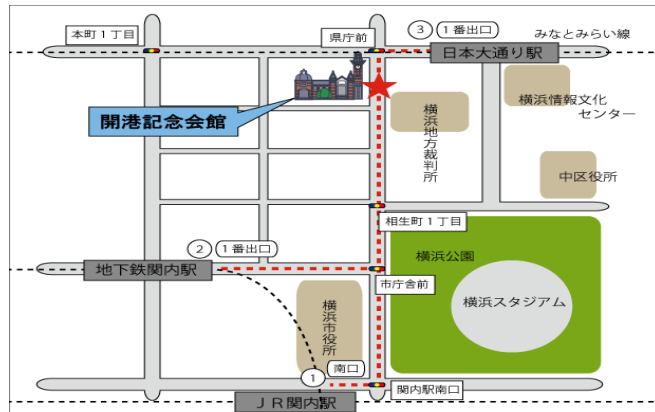 本町1丁目
県庁前
③
1番出口
みなとみらい線
日本大通り駅
開港記念会館
横浜地方裁判所
横浜情報文化
センター
中区役所
相生町1丁目
②
1番出口
地下鉄関内駅
市庁舎前
横浜公園
横浜スタジアム
横浜市役所
①
南口
関内駅南口
JR関内駅